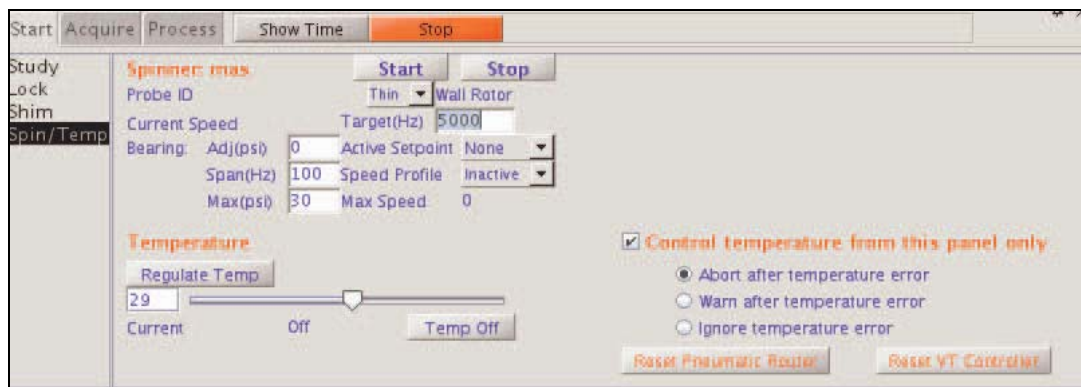 Start Acquire Process Show Time Stop
Study
Lock
Shim
Spin/Temp
Spinner: mas Start Stop
Probe ID Thin Wall Rotor
Current Speed Target(Hz) 5000
Bearing: Adj(psi) 0 Active Setpoint None
Span(Hz) 100 Speed Profile Inactive
Max(psi) 30 Max Speed 0
Temperature
Regulate Temp
29
Current Off Temp Off
Control temperature from this panel only
Abort after temperature error
Warn after temperature error
Ignore temperature error
Reset Pneumatic Router Reset VT Controller